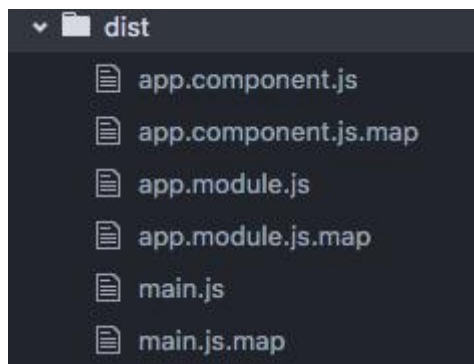 dist
app.component.js
app.component.js.map
app.module.js
app.module.js.map
main.js
main.js.map